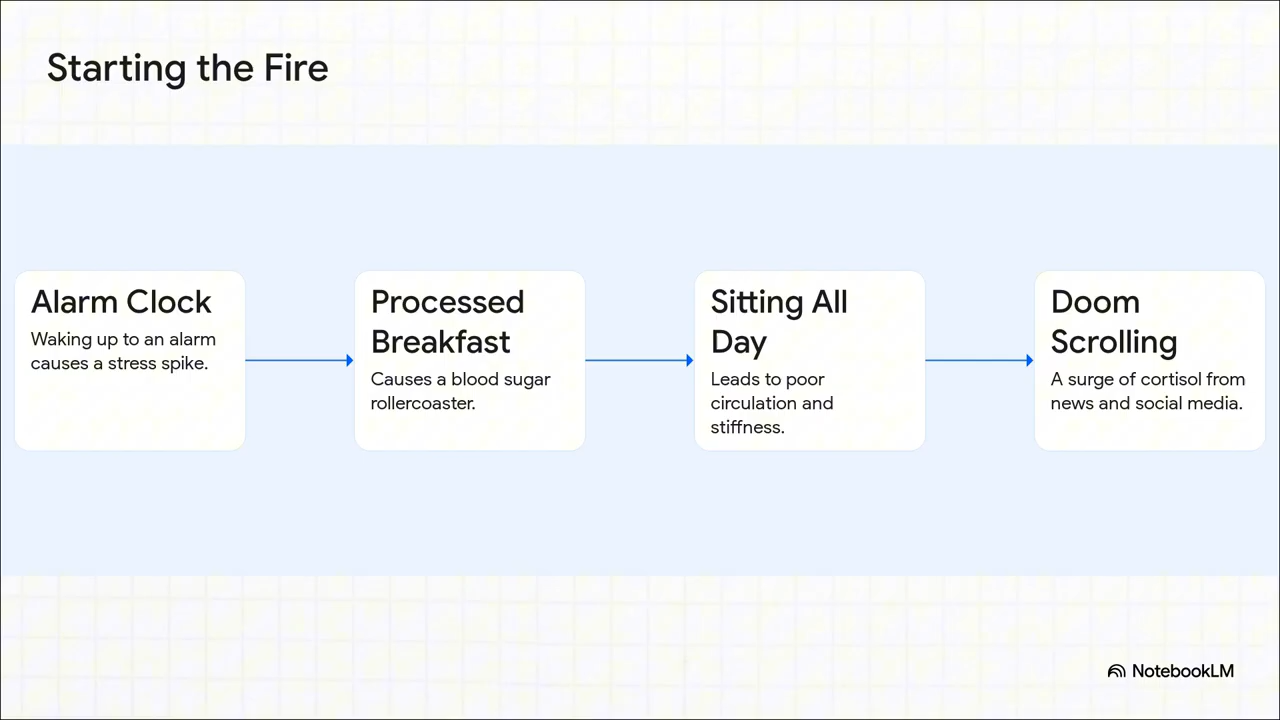 Starting the Fire
Alarm Clock
Waking up to an alarm
causes a stress spike.
Processed
Breakfast
Causes a blood sugar
rollercoaster.
Sitting All
Day
Leads to poor
circulation and
stiffness.
Doom
Scrolling
A surge of cortisol from
news and social media.
NotebookLM